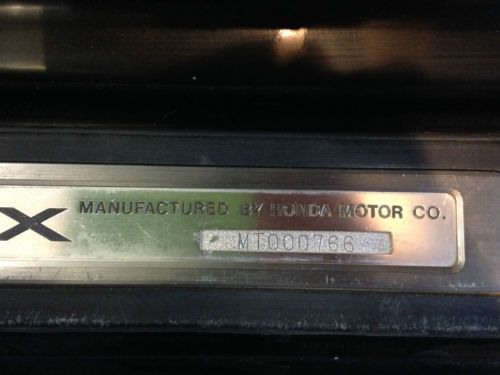 X MANUFACTURED BY HONDA MOTOR CO.
MT000766